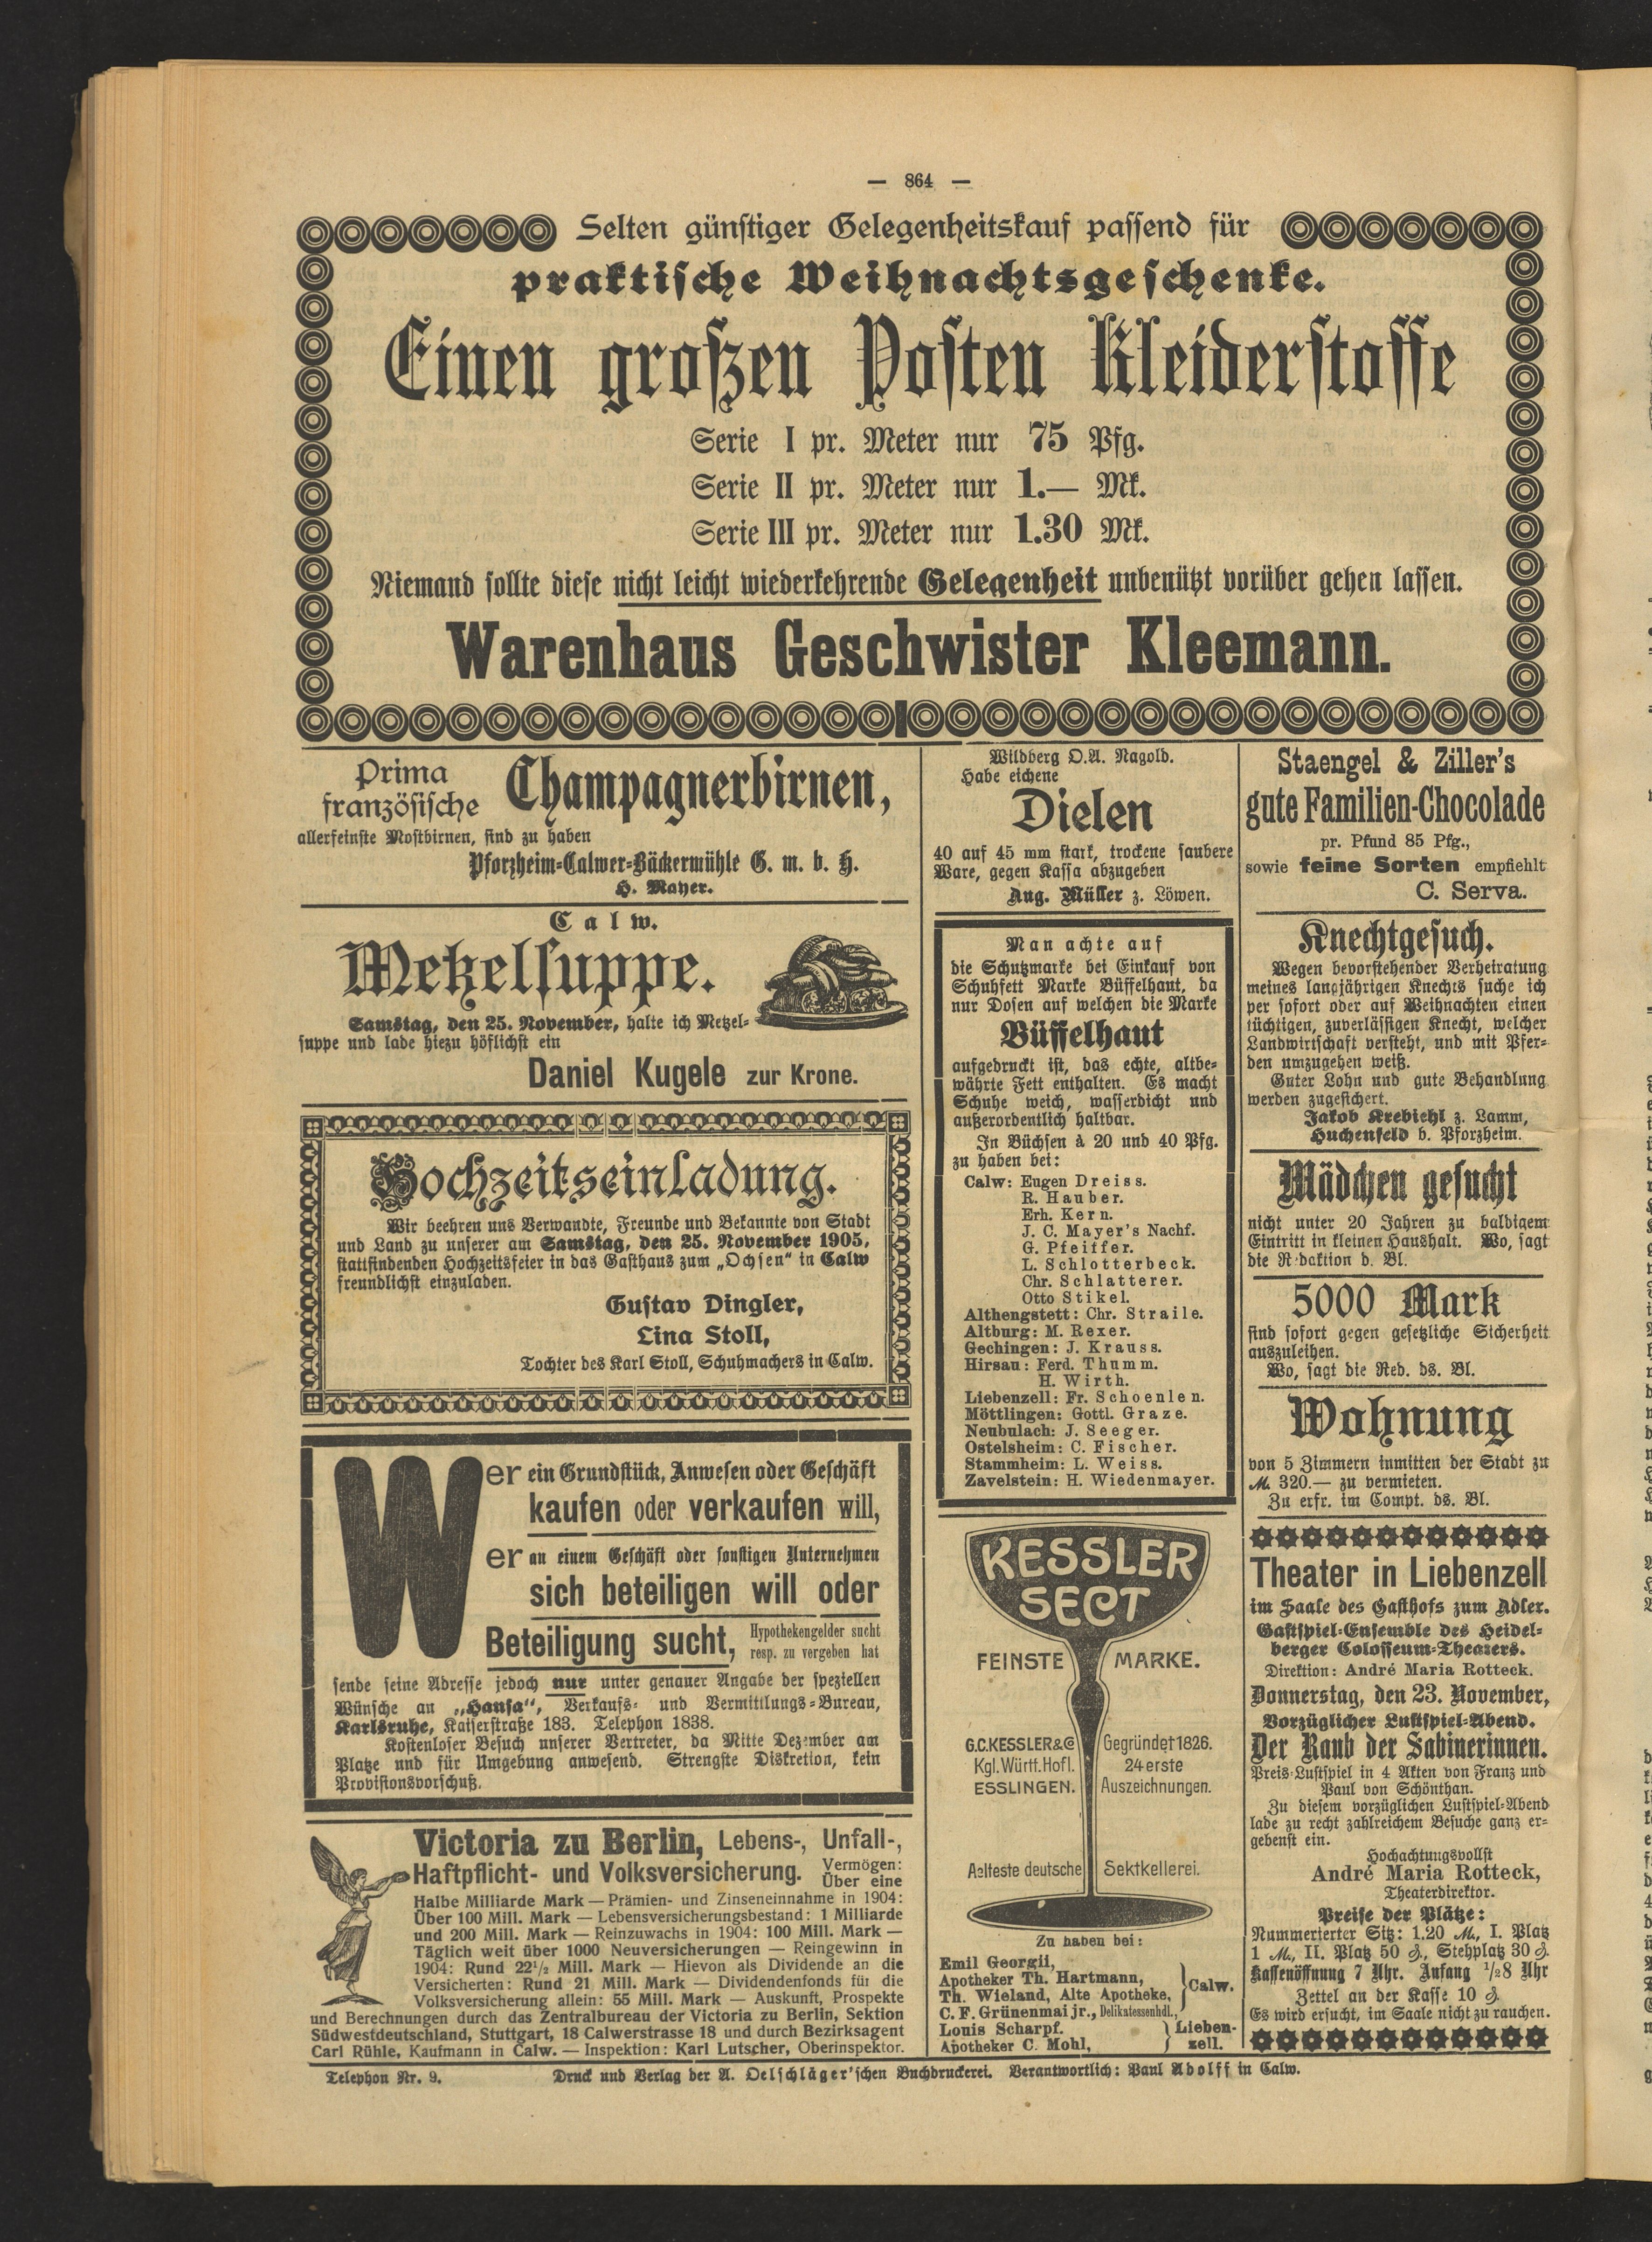 — 864 —
Selten günstiger Gelegenheitskauf passend für
praktische Weihnachtsgeschenke.
Einen großen Posten Kleiderstoffe
Serie I pr. Meter nur 75 Pfg.
Serie II pr. Meter nur 1.— Mk.
Serie III pr. Meter nur 1.30 Mk.
Niemand sollte diese nicht leicht wiederkehrende Gelegenheit unbenützt vorüber gehen lassen.
Warenhaus Geschwister Kleemann.
Prima
französische
Champagnerbirnen,
allerfeinste Mostbirnen, sind zu haben
Pforzheim-Calwer-Bäckermühle G. m. b. H.
H. Mayer.
Calw.
Metzelsuppe.
Samstag, den 25. November, halte ich Metzel-
suppe und lade hiezu höflichst ein
Daniel Kugele zur Krone.
Hochzeitseinladung.
Wir beehren uns Verwandte, Freunde und Bekannte von Stadt
und Land zu unserer am Samstag, den 25. November 1905,
stattfindenden Hochzeitsfeier in das Gasthaus zum „Ochsen“ in Calw
freundlichst einzuladen.
Gustav Dingler,
Lina Stoll,
Tochter des Karl Stoll, Schuhmachers in Calw.
Wer ein Grundstück, Anwesen oder Geschäft
kaufen oder verkaufen will,
er an einem Geschäft oder sonstigen Unternehmen
sich beteiligen will oder
Beteiligung sucht, Hypothekengelder sucht
resp. zu vergeben hat
sende seine Adresse jedoch nur unter genauer Angabe der speziellen
Wünsche an „Hansa“, Verkaufs- und Vermittlungs-Bureau,
Karlsruhe, Kaiserstraße 183. Telephon 1838.
Kostenloser Besuch unserer Vertreter, da Mitte Dezember am
Platze und für Umgebung anwesend. Strengste Diskretion, kein
Provisionsvorschuß.
Victoria zu Berlin, Lebens-, Unfall-,
Haftpflicht- und Volksversicherung. Vermögen:
Über eine
Halbe Milliarde Mark — Prämien- und Zinseneinnahme in 1904:
Über 100 Mill. Mark — Lebensversicherungsbestand: 1 Milliarde
und 200 Mill. Mark — Reinzuwachs in 1904: 100 Mill. Mark —
Täglich weit über 1000 Neuversicherungen — Reingewinn in
1904: Rund 22½ Mill. Mark — Hievon als Dividende an die
Versicherten: Rund 21 Mill. Mark — Dividendenfonds für die
Volksversicherung allein: 55 Mill. Mark — Auskunft, Prospekte
und Berechnungen durch das Zentralbureau der Victoria zu Berlin, Sektion
Südwestdeutschland, Stuttgart, 18 Calwerstrasse 18 und durch Bezirksagent
Carl Rühle, Kaufmann in Calw. — Inspektion: Karl Lutscher, Oberinspektor.
Wildberg O.A. Nagold.
Habe eichene
Dielen
40 auf 45 mm stark, trockene saubere
Ware, gegen Kassa abzugeben
Aug. Müller z. Löwen.
Man achte auf
die Schutzmarke bei Einkauf von
Schuhfett Marke Büffelhaut, da
nur Dosen auf welchen die Marke
Büffelhaut
aufgedruckt ist, das echte, altbe-
währte Fett enthalten. Es macht
Schuhe weich, wasserdicht und
außerordentlich haltbar.
In Büchsen à 20 und 40 Pfg.
zu haben bei:
Calw: Eugen Dreiss.
R. Hauber.
Erh. Kern.
J. C. Mayer's Nachf.
G. Pfeiffer.
L. Schlotterbeck.
Chr. Schlatterer.
Otto Stikel.
Althengstett: Chr. Straile.
Altburg: M. Rexer.
Gechingen: J. Krauss.
Hirsau: Ferd. Thumm.
H. Wirth.
Liebenzell: Fr. Schoenlen.
Möttlingen: Gottl. Graze.
Neubulach: J. Seeger.
Ostelsheim: C. Fischer.
Stammheim: L. Weiss.
Zavelstein: H. Wiedenmayer.
KESSLER
SECT
FEINSTE MARKE.
G.C.KESSLER&Co Gegründet 1826.
Kgl. Württ. Hofl. 24 erste
ESSLINGEN. Auszeichnungen.
Aelteste deutsche Sektkellerei.
Zu haben bei:
Emil Georgii,
Apotheker Th. Hartmann,
Th. Wieland, Alte Apotheke,
C. F. Grünenmai jr., Delikatessenhdl.,
Calw.
Louis Scharpf.
Apotheker C. Mohl,
Lieben-
zell.
Staengel & Ziller's
gute Familien-Chocolade
pr. Pfund 85 Pfg.,
sowie feine Sorten empfiehlt
C. Serva.
Knechtgesuch.
Wegen bevorstehender Verheiratung
meines langjährigen Knechts suche ich
per sofort oder auf Weihnachten einen
tüchtigen, zuverlässigen Knecht, welcher
Landwirtschaft versteht, und mit Pfer-
den umzugehen weiß.
Guter Lohn und gute Behandlung
werden zugesichert.
Jakob Krebiehl z. Lamm,
Huchenfeld b. Pforzheim.
Mädchen gesucht
nicht unter 20 Jahren zu baldigem
Eintritt in kleinen Haushalt. Wo, sagt
die Redaktion d. Bl.
5000 Mark
sind sofort gegen gesetzliche Sicherheit
auszuleihen.
Wo, sagt die Red. ds. Bl.
Wohnung
von 5 Zimmern inmitten der Stadt zu
M. 320.— zu vermieten.
Zu erfr. im Compt. ds. Bl.
Theater in Liebenzell
im Saale des Gasthofs zum Adler.
Gastspiel-Ensemble des Heidel-
berger Colosseum-Theaters.
Direktion: André Maria Rotteck.
Donnerstag, den 23. November,
Vorzüglicher Lustspiel-Abend.
Der Raub der Sabinerinnen.
Preis-Lustspiel in 4 Akten von Franz und
Paul von Schönthan.
Zu diesem vorzüglichen Lustspiel-Abend
lade zu recht zahlreichem Besuche ganz er-
gebenst ein.
Hochachtungsvollst
André Maria Rotteck,
Theaterdirektor.
Preise der Plätze:
Nummerierter Sitz: 1.20 M., I. Platz
1 M., II. Platz 50 ₰, Stehplatz 30 ₰.
Kassenöffnung 7 Uhr. Anfang ½8 Uhr
Zettel an der Kasse 10 ₰.
Es wird ersucht, im Saale nicht zu rauchen.
Telephon Nr. 9. Druck und Verlag der A. Oelschläger'schen Buchdruckerei. Verantwortlich: Paul Adolff in Calw.